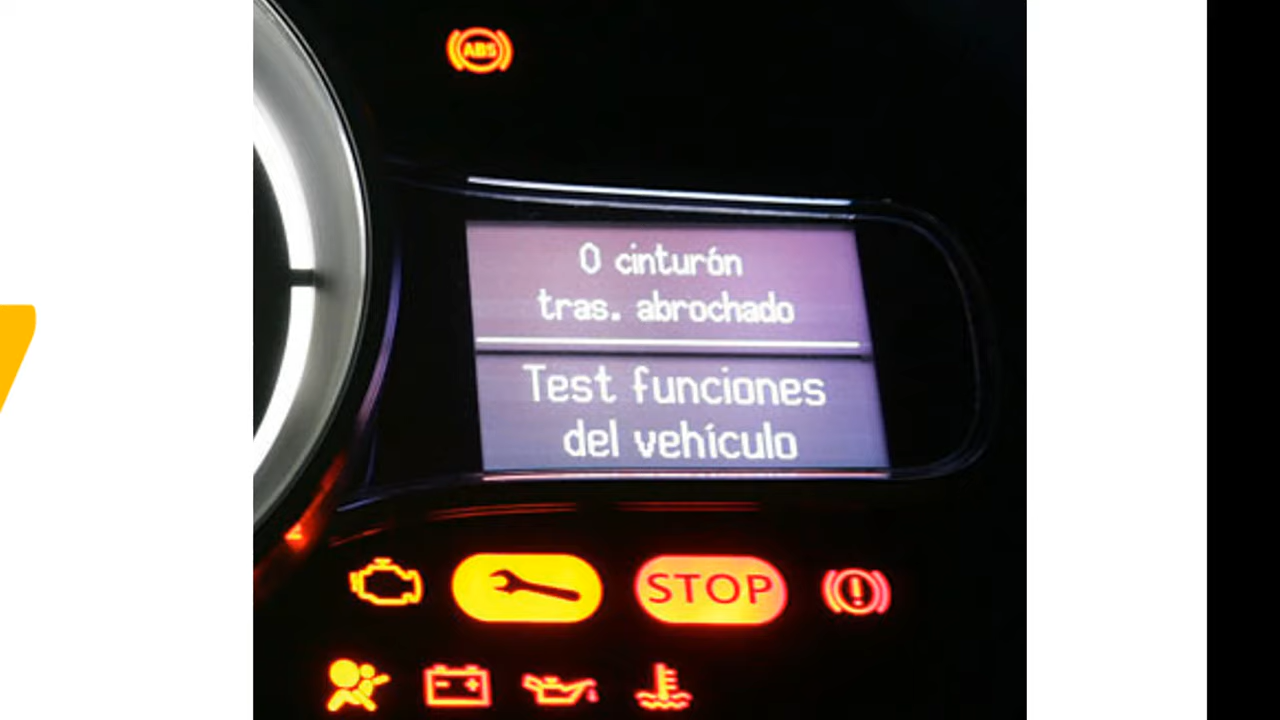 ABS
0 cinturón
tras. abrochado
Test funciones
del vehículo
STOP